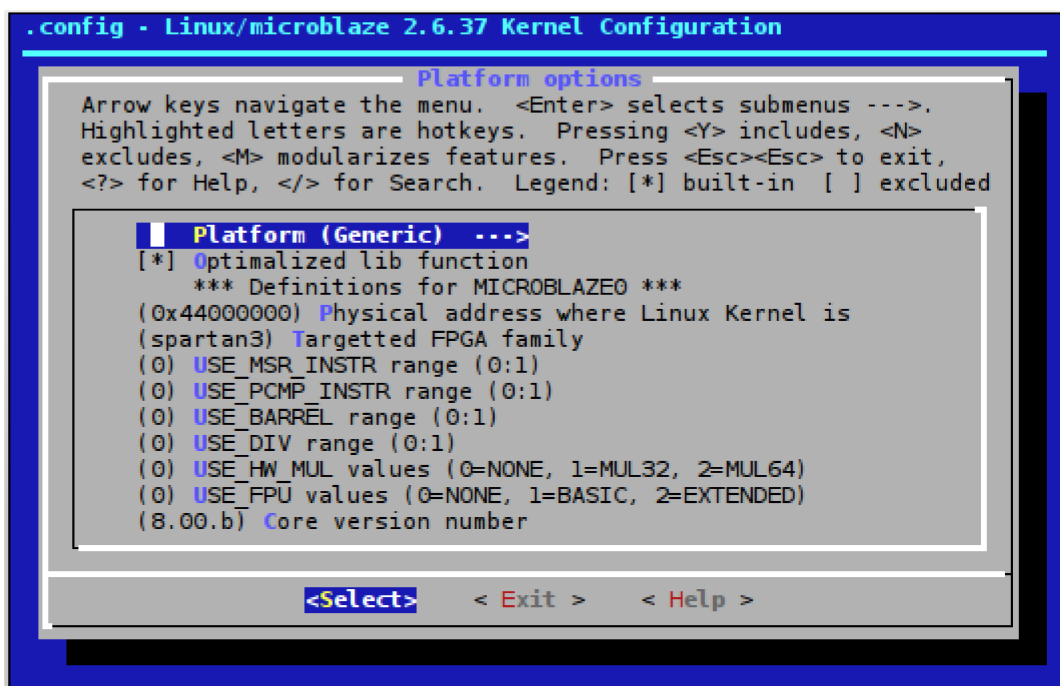 .config - Linux/microblaze 2.6.37 Kernel Configuration
Platform options
Arrow keys navigate the menu.  <Enter> selects submenus --->.
Highlighted letters are hotkeys.  Pressing <Y> includes, <N>
excludes, <M> modularizes features.  Press <Esc><Esc> to exit,
<?> for Help, </> for Search.  Legend: [*] built-in  [ ] excluded
Platform (Generic)  --->
[*] Optimalized lib function
*** Definitions for MICROBLAZE0 ***
(0x44000000) Physical address where Linux Kernel is
(spartan3) Targetted FPGA family
(0) USE_MSR_INSTR range (0:1)
(0) USE_PCMP_INSTR range (0:1)
(0) USE_BARREL range (0:1)
(0) USE_DIV range (0:1)
(0) USE_HW_MUL values (0=NONE, 1=MUL32, 2=MUL64)
(0) USE_FPU values (0=NONE, 1=BASIC, 2=EXTENDED)
(8.00.b) Core version number
<Select>    < Exit >    < Help >